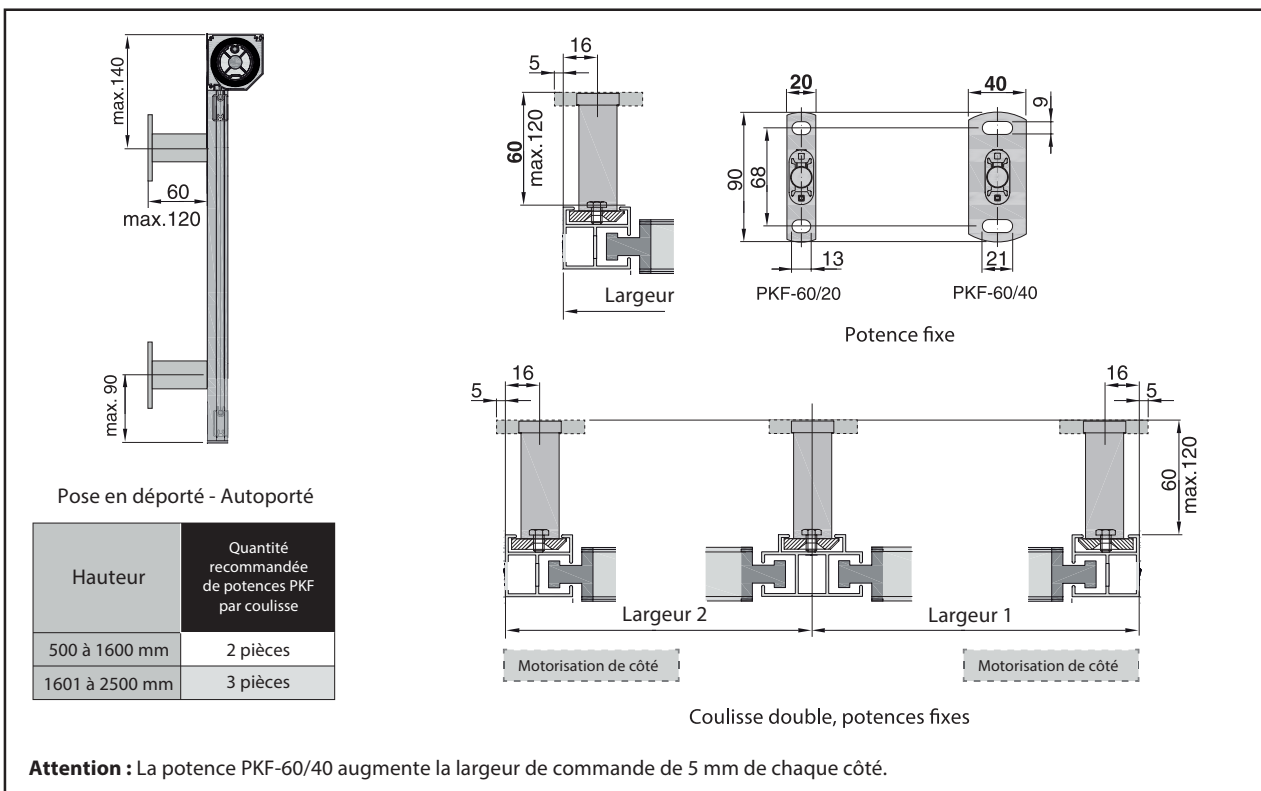 max.140
60
max.120
max. 90
Pose en déporté - Autoporté
Hauteur
Quantité
recommandée
de potences PKF
par coulisse
500 à 1600 mm
2 pièces
1601 à 2500 mm
3 pièces
16
5
60
max.120
Largeur
20
40
9
90
68
13
21
PKF-60/20
PKF-60/40
Potence fixe
16
5
16
5
60
max.120
Largeur 2
Largeur 1
Motorisation de côté
Motorisation de côté
Coulisse double, potences fixes
Attention : La potence PKF-60/40 augmente la largeur de commande de 5 mm de chaque côté.